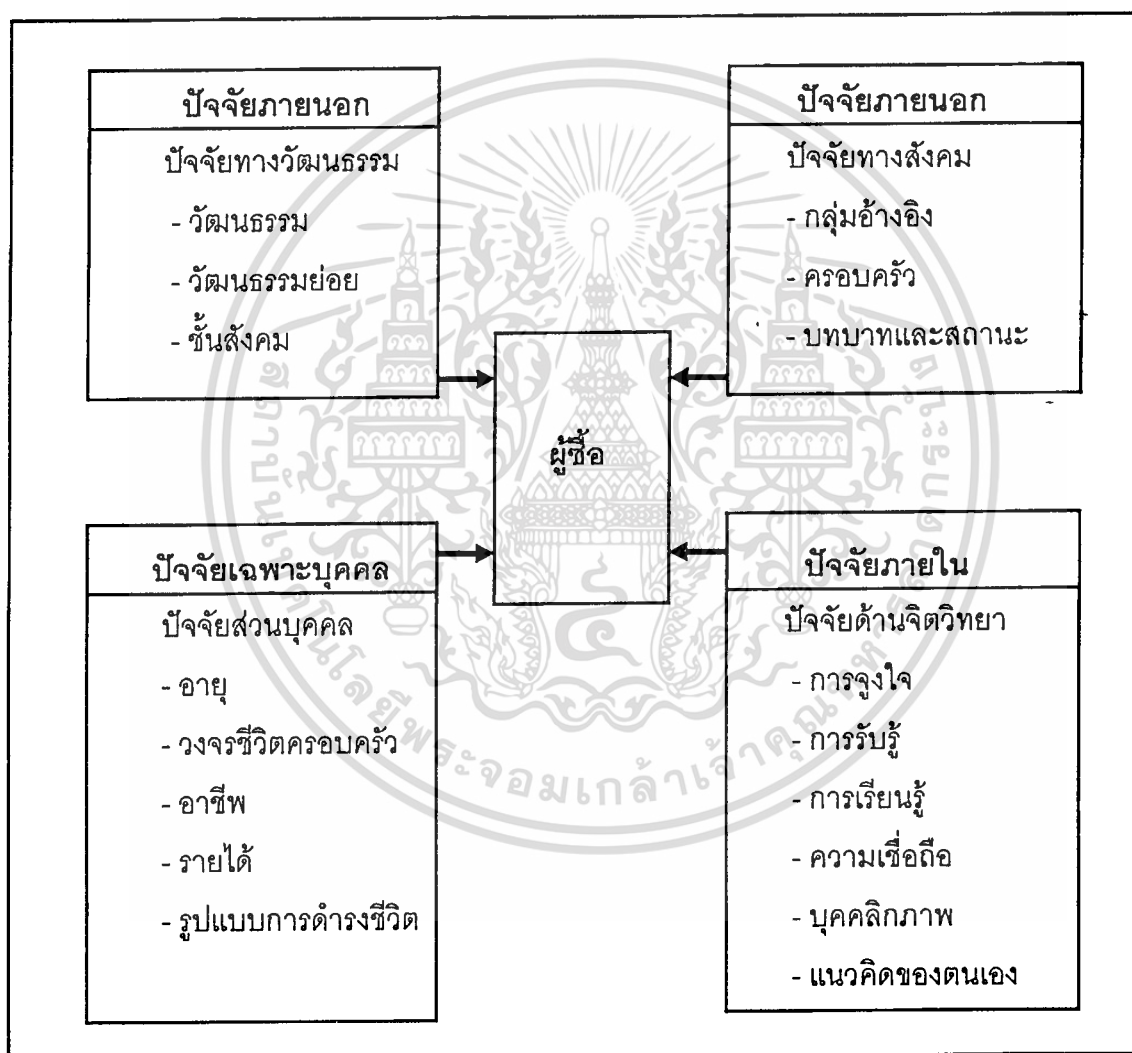 ปัจจัยภายนอก
ปัจจัยทางวัฒนธรรม
- วัฒนธรรม
- วัฒนธรรมย่อย
- ชั้นสังคม
ปัจจัยภายนอก
ปัจจัยทางสังคม
- กลุ่มอ้างอิง
- ครอบครัว
- บทบาทและสถานะ
ผู้ซื้อ
ปัจจัยเฉพาะบุคคล
ปัจจัยส่วนบุคคล
- อายุ
- วงจรชีวิตครอบครัว
- อาชีพ
- รายได้
- รูปแบบการดำรงชีวิต
ปัจจัยภายใน
ปัจจัยด้านจิตวิทยา
- การจูงใจ
- การรับรู้
- การเรียนรู้
- ความเชื่อถือ
- บุคคลิกภาพ
- แนวคิดของตนเอง